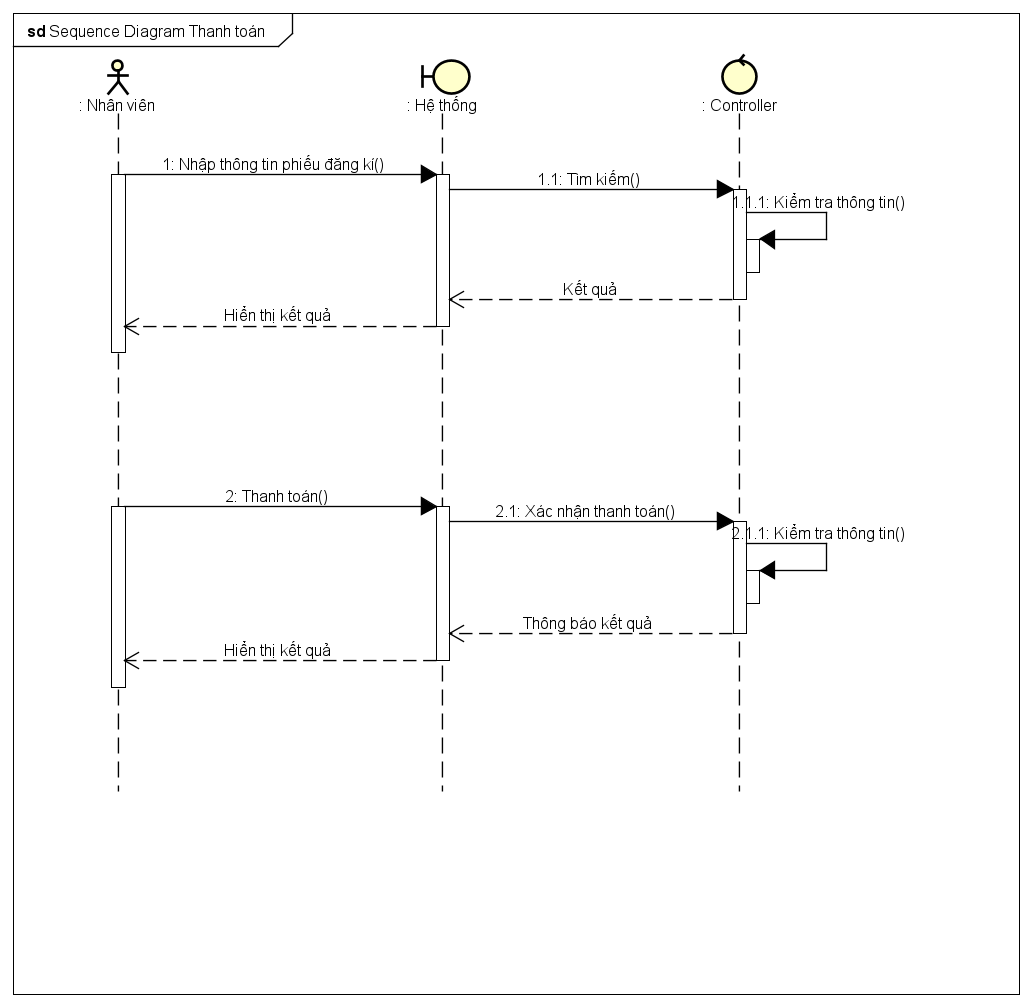 sd Sequence Diagram Thanh toán
: Nhân viên
: Hệ thống
: Controller
1: Nhập thông tin phiếu đăng kí()
1.1: Tìm kiếm()
1.1.1: Kiểm tra thông tin()
Kết quả
Hiển thị kết quả
2: Thanh toán()
2.1: Xác nhận thanh toán()
2.1.1: Kiểm tra thông tin()
Thông báo kết quả
Hiển thị kết quả